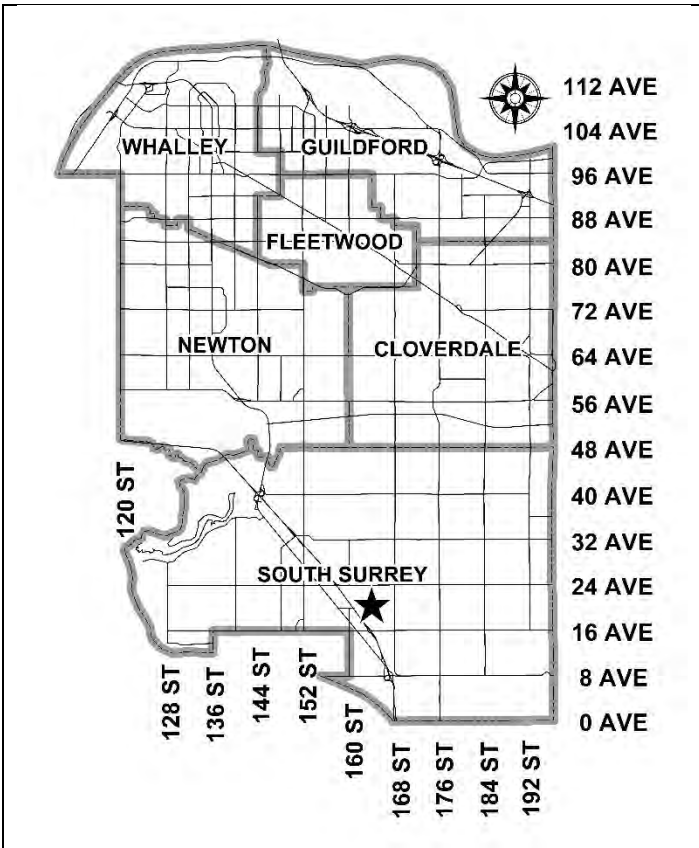 112 AVE
104 AVE
WHALLEY
GUILDFORD
96 AVE
88 AVE
FLEETWOOD
80 AVE
72 AVE
NEWTON
CLOVERDALE
64 AVE
56 AVE
48 AVE
120 ST
40 AVE
32 AVE
SOUTH SURREY
24 AVE
16 AVE
128 ST
136 ST
144 ST
152 ST
160 ST
8 AVE
0 AVE
168 ST
176 ST
184 ST
192 ST